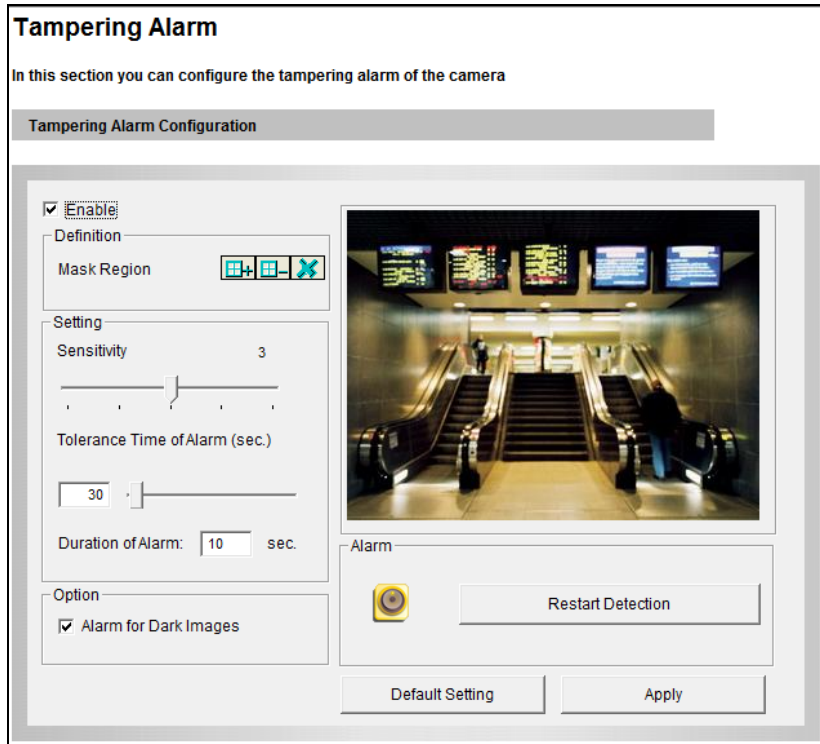 Tampering Alarm
In this section you can configure the tampering alarm of the camera
Tampering Alarm Configuration
Enable
Definition
Mask Region
Setting
Sensitivity 3
Tolerance Time of Alarm (sec.)
30
Duration of Alarm: 10 sec.
Option
Alarm for Dark Images
Alarm
Restart Detection
Default Setting
Apply